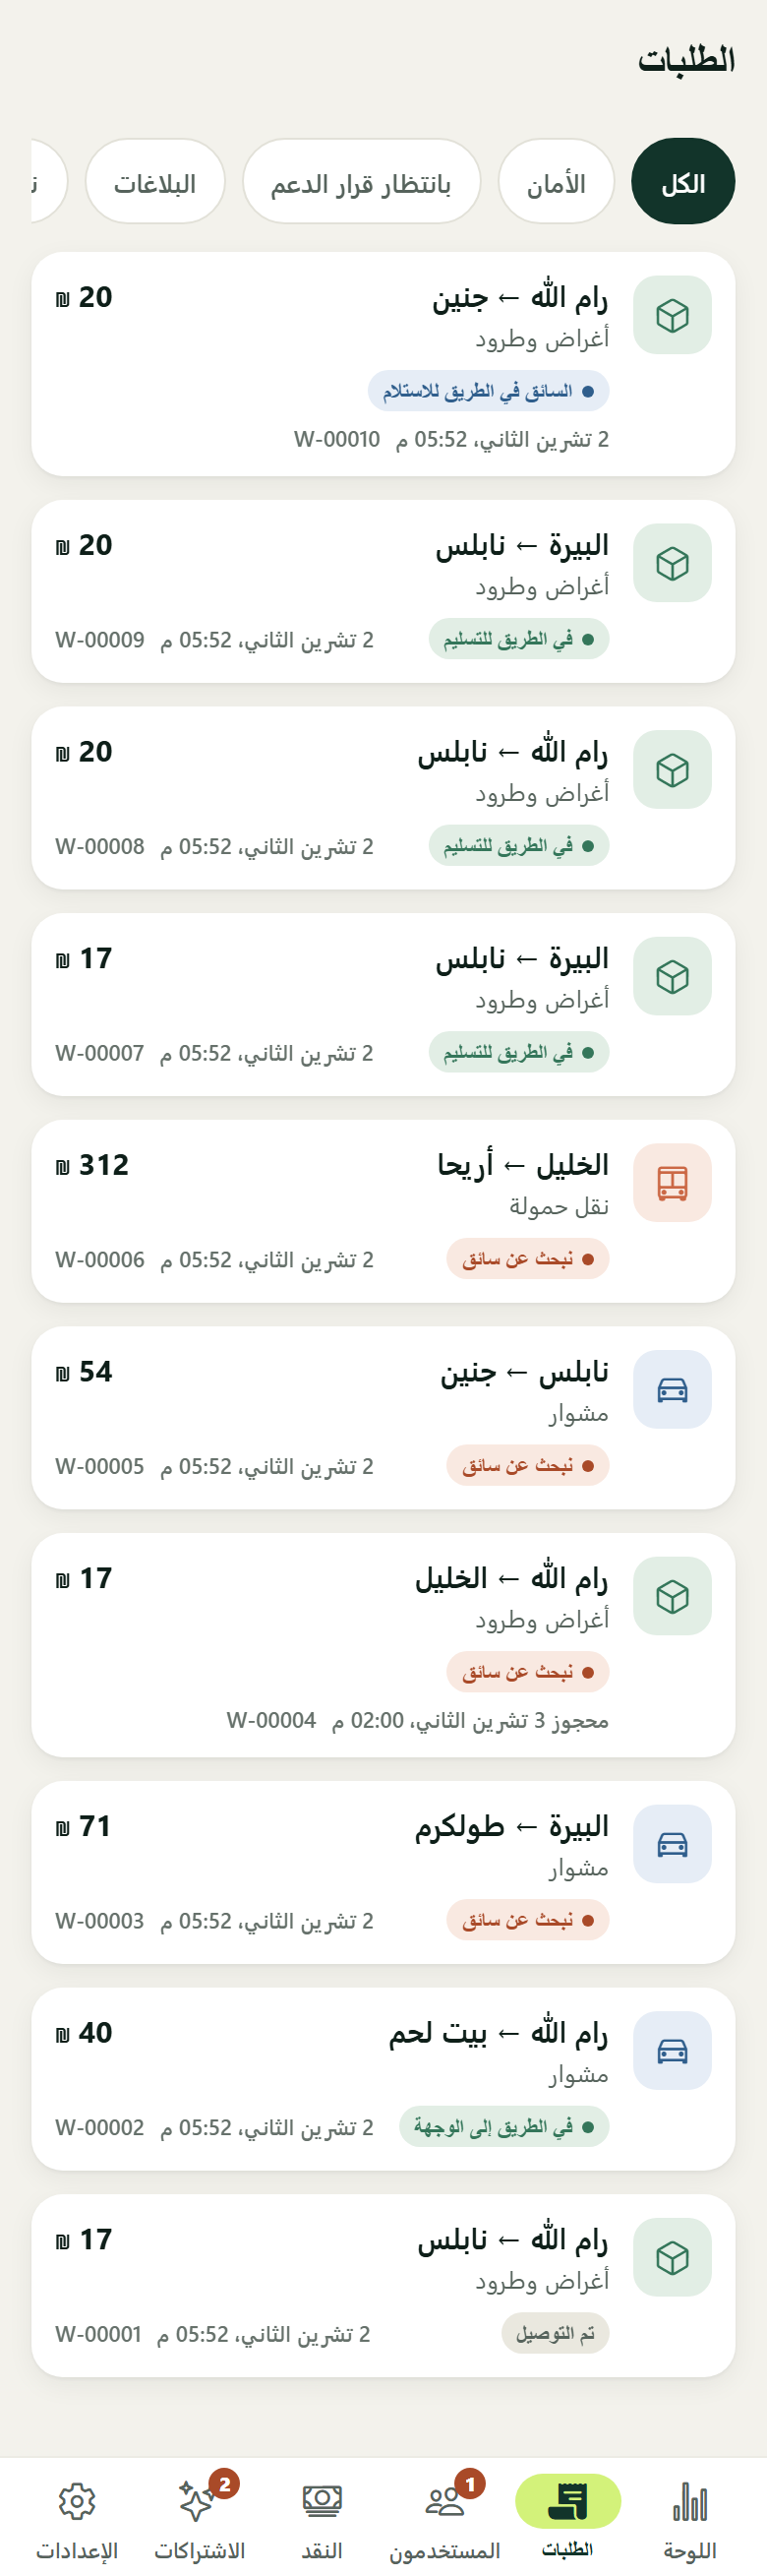 الطلبات
الكل الأمان بانتظار قرار الدعم البلاغات
رام الله ← جنين 20 ₪
أغراض وطرود
السائق في الطريق للاستلام
2 تشرين الثاني، 05:52 م W-00010
البيرة ← نابلس 20 ₪
أغراض وطرود
في الطريق للتسليم 2 تشرين الثاني، 05:52 م W-00009
رام الله ← نابلس 20 ₪
أغراض وطرود
في الطريق للتسليم 2 تشرين الثاني، 05:52 م W-00008
البيرة ← نابلس 17 ₪
أغراض وطرود
في الطريق للتسليم 2 تشرين الثاني، 05:52 م W-00007
الخليل ← أريحا 312 ₪
نقل حمولة
نبحث عن سائق 2 تشرين الثاني، 05:52 م W-00006
نابلس ← جنين 54 ₪
مشوار
نبحث عن سائق 2 تشرين الثاني، 05:52 م W-00005
رام الله ← الخليل 17 ₪
أغراض وطرود
نبحث عن سائق
محجوز 3 تشرين الثاني، 02:00 م W-00004
البيرة ← طولكرم 71 ₪
مشوار
نبحث عن سائق 2 تشرين الثاني، 05:52 م W-00003
رام الله ← بيت لحم 40 ₪
مشوار
في الطريق إلى الوجهة 2 تشرين الثاني، 05:52 م W-00002
رام الله ← نابلس 17 ₪
أغراض وطرود
تم التوصيل 2 تشرين الثاني، 05:52 م W-00001
1 2
اللوحة الطلبات المستخدمون النقد الاشتراكات الإعدادات